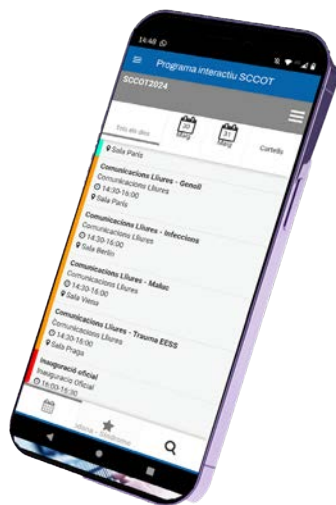 14:48
Programa interactiu SCCOT
SCCOT2024
Tots els dies
30
Maig
31
Maig
Cartells
Sala París
Comunicacions Lliures - Genoll
Comunicacions Lliures
14:30-16:00
Sala París
Comunicacions Lliures - Infeccions
Comunicacions Lliures
14:30-16:00
Sala Berlín
Comunicacions Lliures - Maluc
Comunicacions Lliures
14:30-16:00
Sala Viena
Comunicacions Lliures - Trauma EESS
Comunicacions Lliures
14:30-16:00
Sala Praga
Inauguració oficial
Inauguració Oficial
16:00-16:30